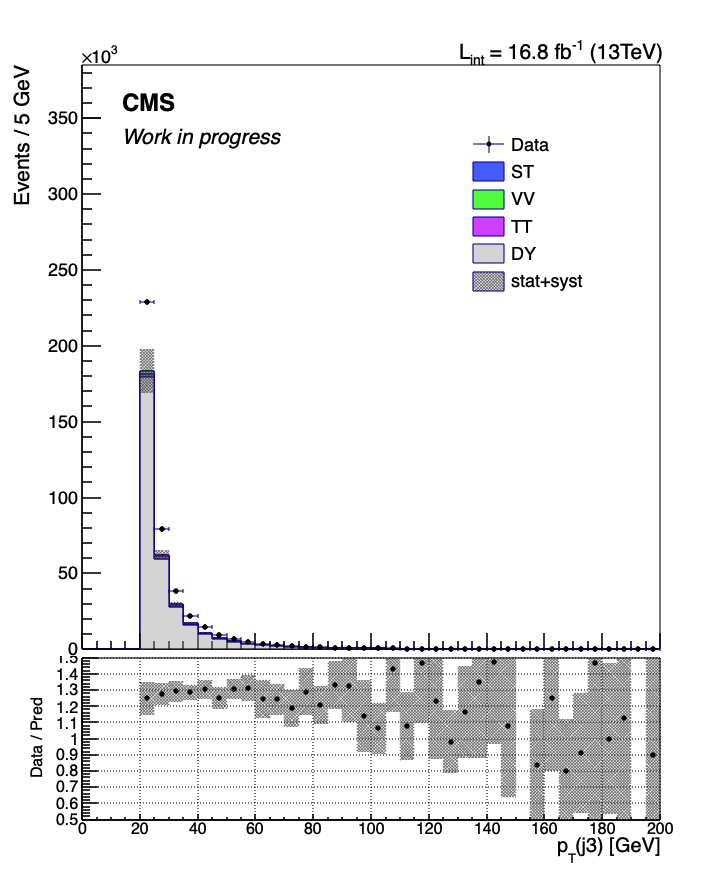 ×10³
L_int = 16.8 fb⁻¹ (13TeV)
Events / 5 GeV
CMS
Work in progress
Data
ST
VV
TT
DY
stat+syst
350
300
250
200
150
100
50
0
Data / Pred
1.5
1.4
1.3
1.2
1.1
1
0.9
0.8
0.7
0.6
0.5
0 20 40 60 80 100 120 140 160 180 200
p_T(j3) [GeV]